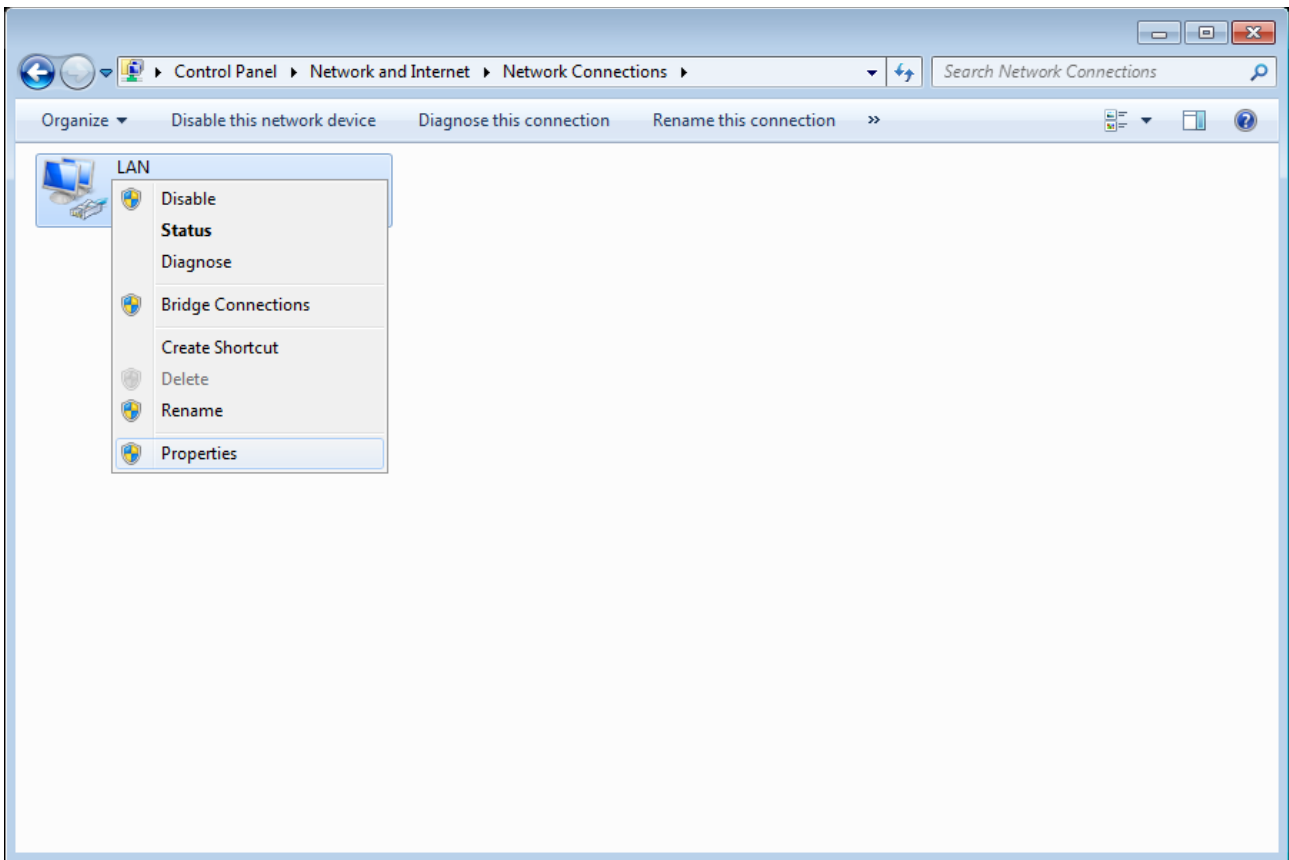 Control Panel Network and Internet Network Connections Search Network Connections
Organize Disable this network device Diagnose this connection Rename this connection »
LAN
Disable
Status
Diagnose
Bridge Connections
Create Shortcut
Delete
Rename
Properties